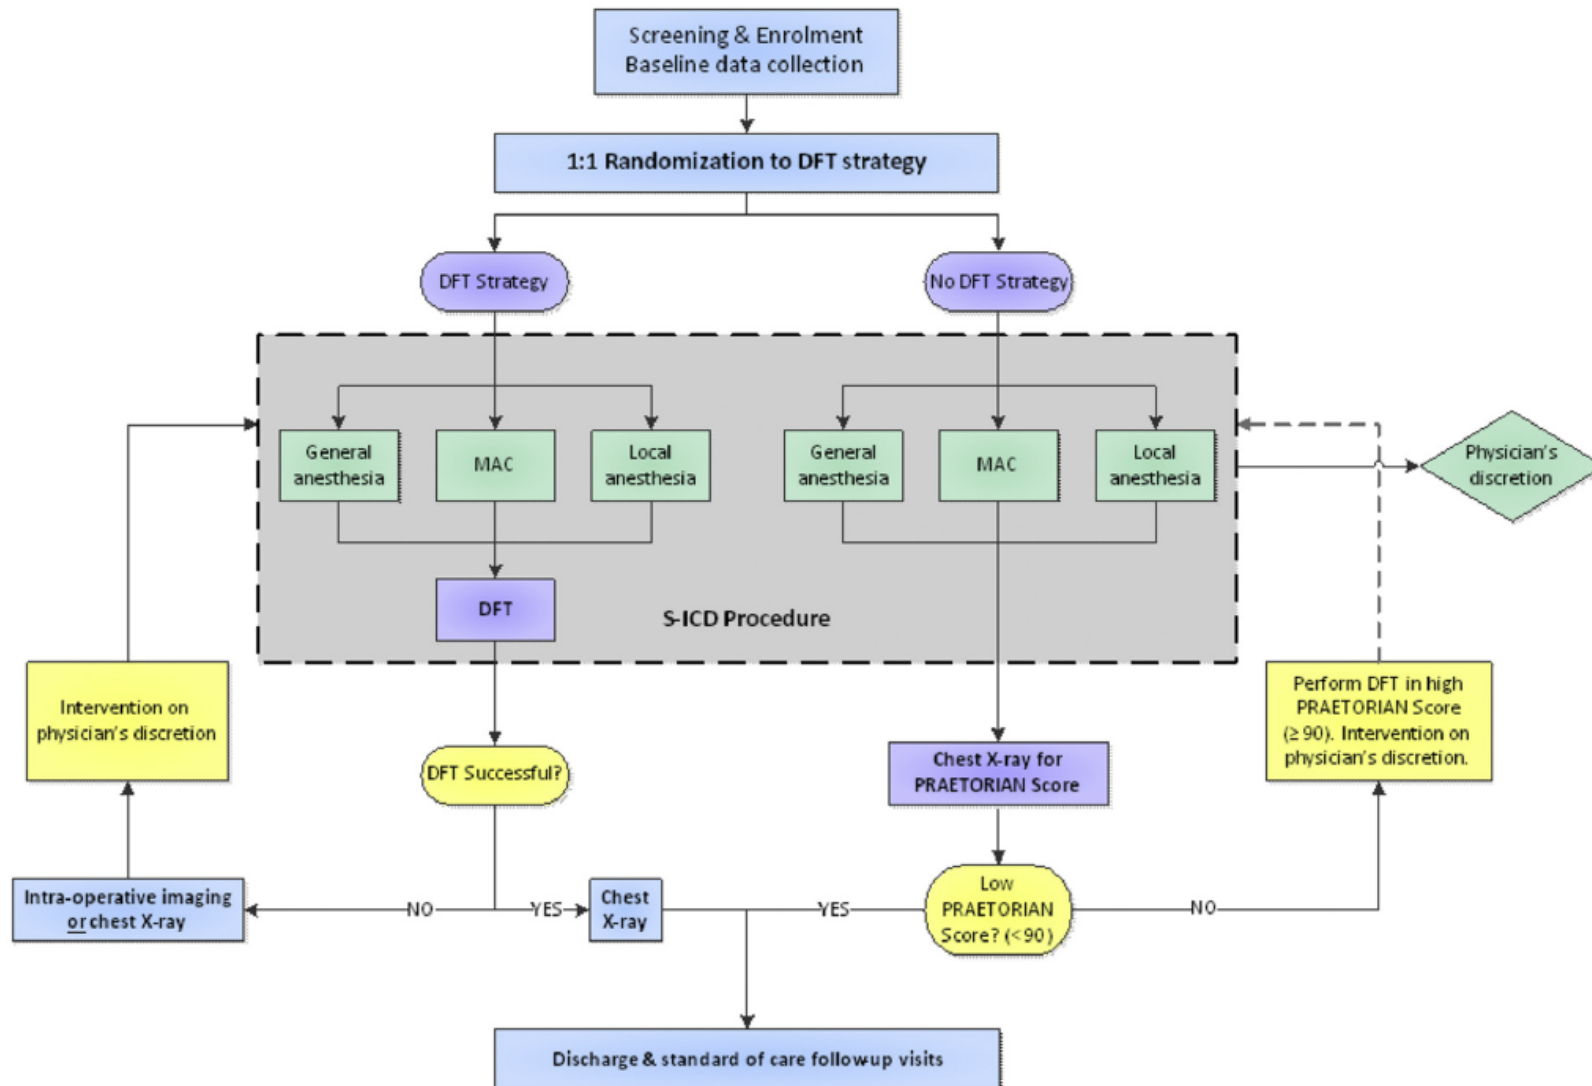 Screening & Enrolment
Baseline data collection
1:1 Randomization to DFT strategy
DFT Strategy
No DFT Strategy
General
anesthesia
MAC
Local
anesthesia
General
anesthesia
MAC
Local
anesthesia
Physician's
discretion
DFT
S-ICD Procedure
Intervention on
physician's discretion
DFT Successful?
Chest X-ray for
PRAETORIAN Score
Perform DFT in high
PRAETORIAN Score
(≥ 90). Intervention on
physician's discretion.
Intra-operative imaging
or chest X-ray
NO
YES
Chest
X-ray
YES
Low
PRAETORIAN
Score? (<90)
NO
Discharge & standard of care follow-up visits